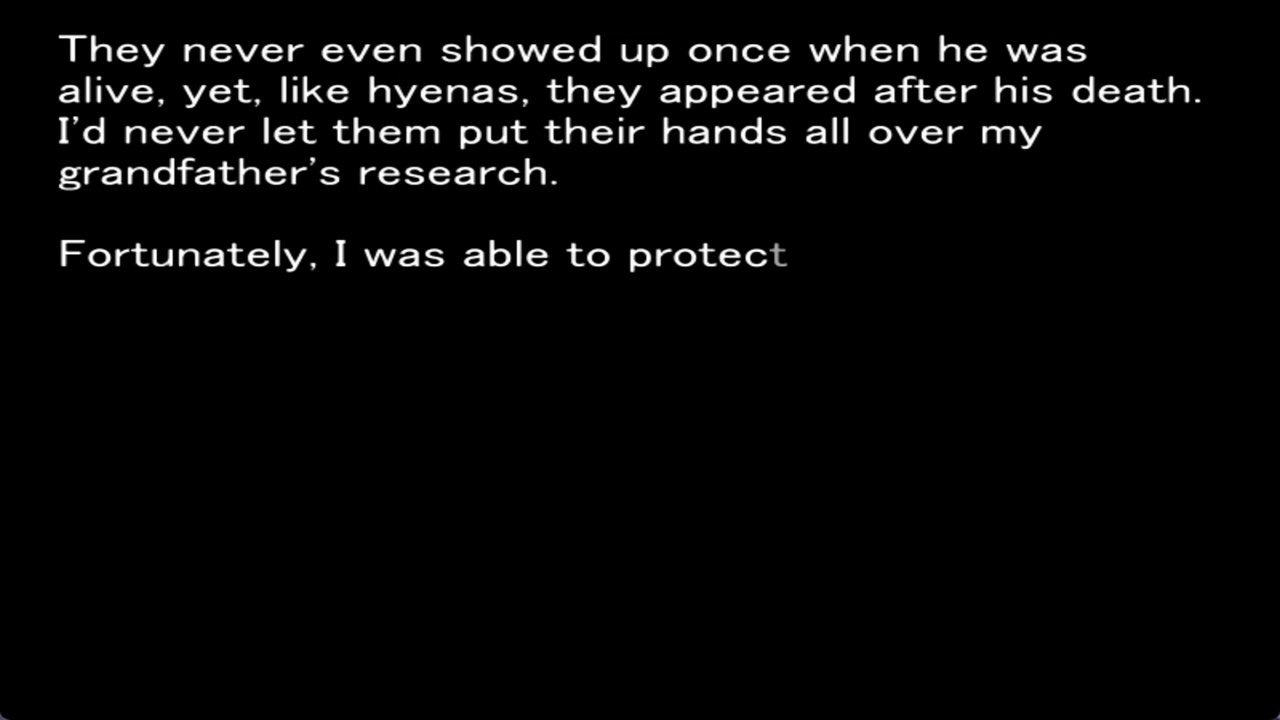 They never even showed up once when he was
alive, yet, like hyenas, they appeared after his death.
I'd never let them put their hands all over my
grandfather's research.
Fortunately, I was able to protect